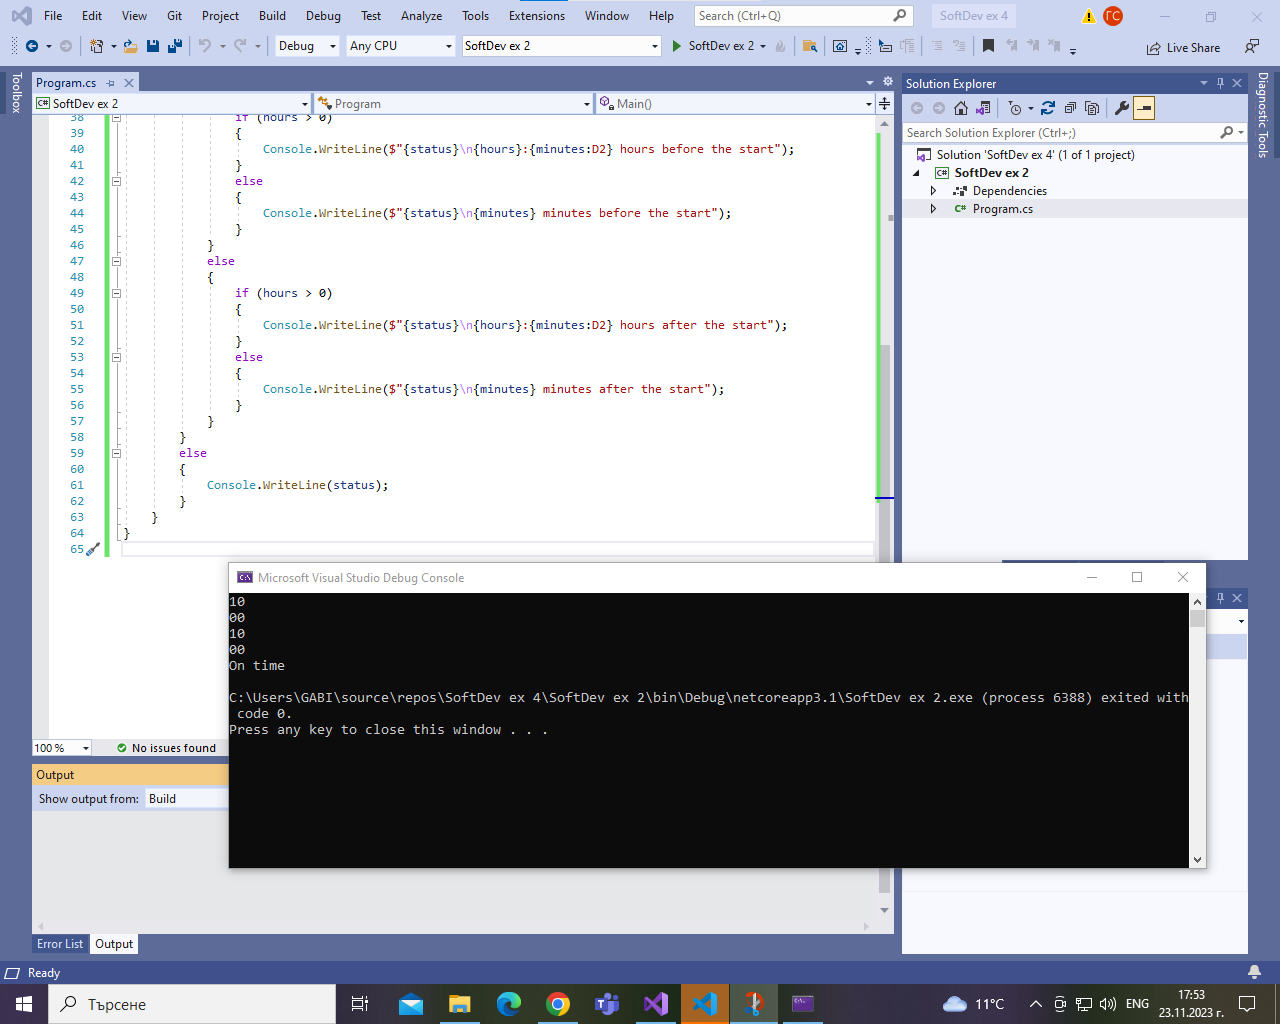 File Edit View Git Project Build Debug Test Analyze Tools Extensions Window Help Search (Ctrl+Q) SoftDev ex 4 ГС
Debug Any CPU SoftDev ex 2 SoftDev ex 2 Live Share
Toolbox
Program.cs
SoftDev ex 2 Program Main()
38 if (hours > 0)
39 {
40 Console.WriteLine($"{status}\n{hours}:{minutes:D2} hours before the start");
41 }
42 else
43 {
44 Console.WriteLine($"{status}\n{minutes} minutes before the start");
45 }
46 }
47 else
48 {
49 if (hours > 0)
50 {
51 Console.WriteLine($"{status}\n{hours}:{minutes:D2} hours after the start");
52 }
53 else
54 {
55 Console.WriteLine($"{status}\n{minutes} minutes after the start");
56 }
57 }
58 }
59 else
60 {
61 Console.WriteLine(status);
62 }
63 }
64 }
65
Solution Explorer
Search Solution Explorer (Ctrl+;)
Solution 'SoftDev ex 4' (1 of 1 project)
C# SoftDev ex 2
Dependencies
C# Program.cs
Diagnostic Tools
Microsoft Visual Studio Debug Console
10
00
10
00
On time
C:\Users\GABI\source\repos\SoftDev ex 4\SoftDev ex 2\bin\Debug\netcoreapp3.1\SoftDev ex 2.exe (process 6388) exited with
code 0.
Press any key to close this window . . .
100 % No issues found
Output
Show output from: Build
Error List Output
Ready
Търсене 11°C ENG 17:53
23.11.2023 г.